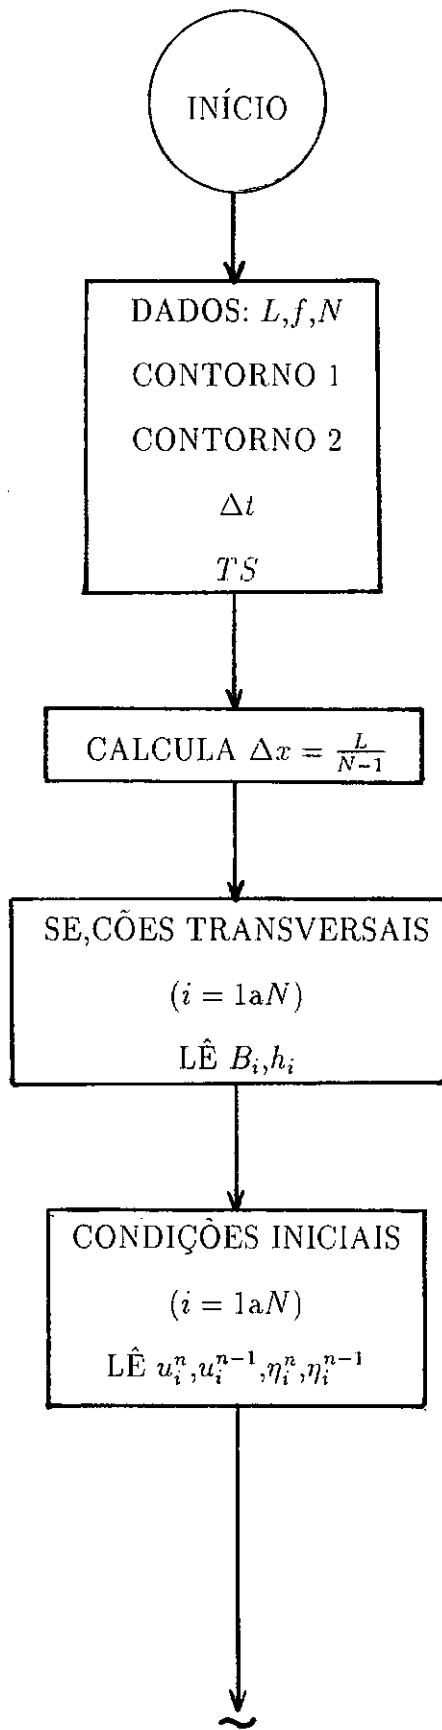 INÍCIO
DADOS: L,f,N
CONTORNO 1
CONTORNO 2
Δt
TS
CALCULA Δx = \frac{L}{N-1}
SE,CÕES TRANSVERSAIS
(i = 1aN)
LÊ B_i,h_i
CONDIÇÕES INICIAIS
(i = 1aN)
LÊ u_i^n,u_i^{n-1},η_i^n,η_i^{n-1}
~